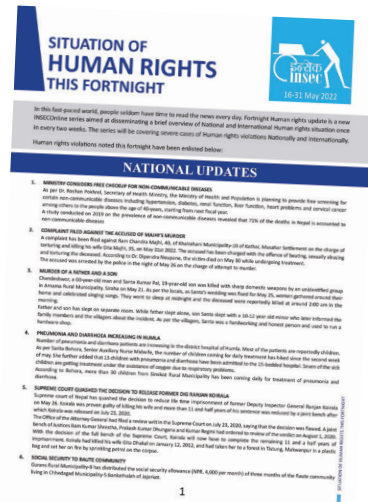 SITUATION OF
HUMAN RIGHTS
THIS FORTNIGHT
इन्सेक
insec
16-31 May 2022
In this fast-paced world, people seldom have time to read the news every day. Fortnight Human rights update is a new
INSECOnline series aimed at disseminating a brief overview of National and International Human rights situation once
in every two weeks. The series will be covering severe cases of Human rights violations Nationally and Internationally.
Human rights violations noted this fortnight have been enlisted below:
NATIONAL UPDATES
1. MINISTRY CONSIDERS FREE CHECKUP FOR NON-COMMUNICABLE DISEASES
As per Dr. Roshan Pokhrel, Secretary of Health Ministry, the Ministry of Health and Population is planning to provide free screening for
certain non-communicable diseases including hypertension, diabetes, renal function, liver function, heart problems and cervical cancer
among others to the people above the age of 40-years, starting from next fiscal year.
A study conducted on 2019 on the prevalence of non-communicable diseases revealed that 71% of the deaths in Nepal is accounted to
non-communicable diseases
2. COMPLAINT FILED AGAINST THE ACCUSED OF MAJHI'S MURDER
A complaint has been filed against Ram Chandra Majhi, 40, of Khairahani Municipality-10 of Kathar, Musahar Settlement on the charge of
torturing and killing his wife Gita Majhi, 35, on May 31st 2022. The accused has been charged with the offence of beating, sexually abusing
and torturing the deceased. According to Dr. Dipendra Neupane, the victim died on May 30 while undergoing treatment.
The accused was arrested by the police in the night of May 26 on the charge of attempt to murder.
3. MURDER OF A FATHER AND A SON
Chandeshwor, a 60-year-old man and Santa Kumar Pal, 29-year-old son was killed with sharp domestic weapons by an unidentified group
in Arnama Rural Municipality, Siraha on May 21. As per the locals, as Santa's wedding was fixed for May 25, women gathered around their
home and celebrated singing songs. They went to sleep at midnight and the deceased were reportedly killed at around 2:00 am in the
morning.
Father and son has slept on separate room. While father slept alone, son Santa slept with a 10-12 year old minor who later informed the
family members and the villagers about the incident. As per the villagers, Santa was a hardworking and honest person and used to run a
hardware shop.
4. PNEUMONIA AND DIARRHOEA INCREASING IN HUMLA
Number of pneumonia and diarrhoea patients are increasing in the district hospital of Humla. Most of the patients are reportedly children.
As per Sarita Bohora, Senior Auxiliary Nurse Midwife, the number of children coming for daily treatment has hiked since the second week
of may. She further added that 13 children with pneumonia and diarrhoea have been admitted to the 15-bedded hospital. Seven of the sick
children are getting treatment under the assistance of oxygen due to respiratory problems.
According to Bohora, more than 30 children from Simikot Rural Municipality has been coming daily for treatment of pneumonia and
diarrhoea.
5. SUPREME COURT QUASHED THE DECISION TO RELEASE FORMER DIG RANJAN KOIRALA
Supreme court of Nepal has quashed the decision to reduce life time imprisonment of former Deputy Inspector General Ranjan Koirala
on May 26. Koirala was proven guilty of killing his wife and more than 11 and half years of his sentence was reduced by a joint bench after
which Koirala was released on July 23, 2020.
The Office of the Attorney General had filed a review writ in the Supreme Court on July 23, 2020, saying that the decision was flawed. A joint
bench of Justices Bam Kumar Shrestha, Prakash Kumar Dhungana and Kumar Regmi had ordered to review of the verdict on August 1, 2020.
With the decision of the full bench of the Supreme Court, Koirala will now have to complete the remaining 11 and a half years of
imprisonment. Koirala had killed his wife Gita Dhakal on January 12, 2012, and had taken her to a forest in Tistung, Makwanpur in a plastic
bag and set her on fire by sprinkling petrol on the corpse.
6. SOCIAL SECURITY TO RAUTE COMMUNITY
Gurans Rural Municipality-8 has distributed the social security allowance (NPR. 4,000 per month) of three months of the Raute community
living in Chhedagad Municipality-5 Bankethalah of Jajarkot.
SITUATION OF HUMAN RIGHTS THIS FORTNIGHT
1